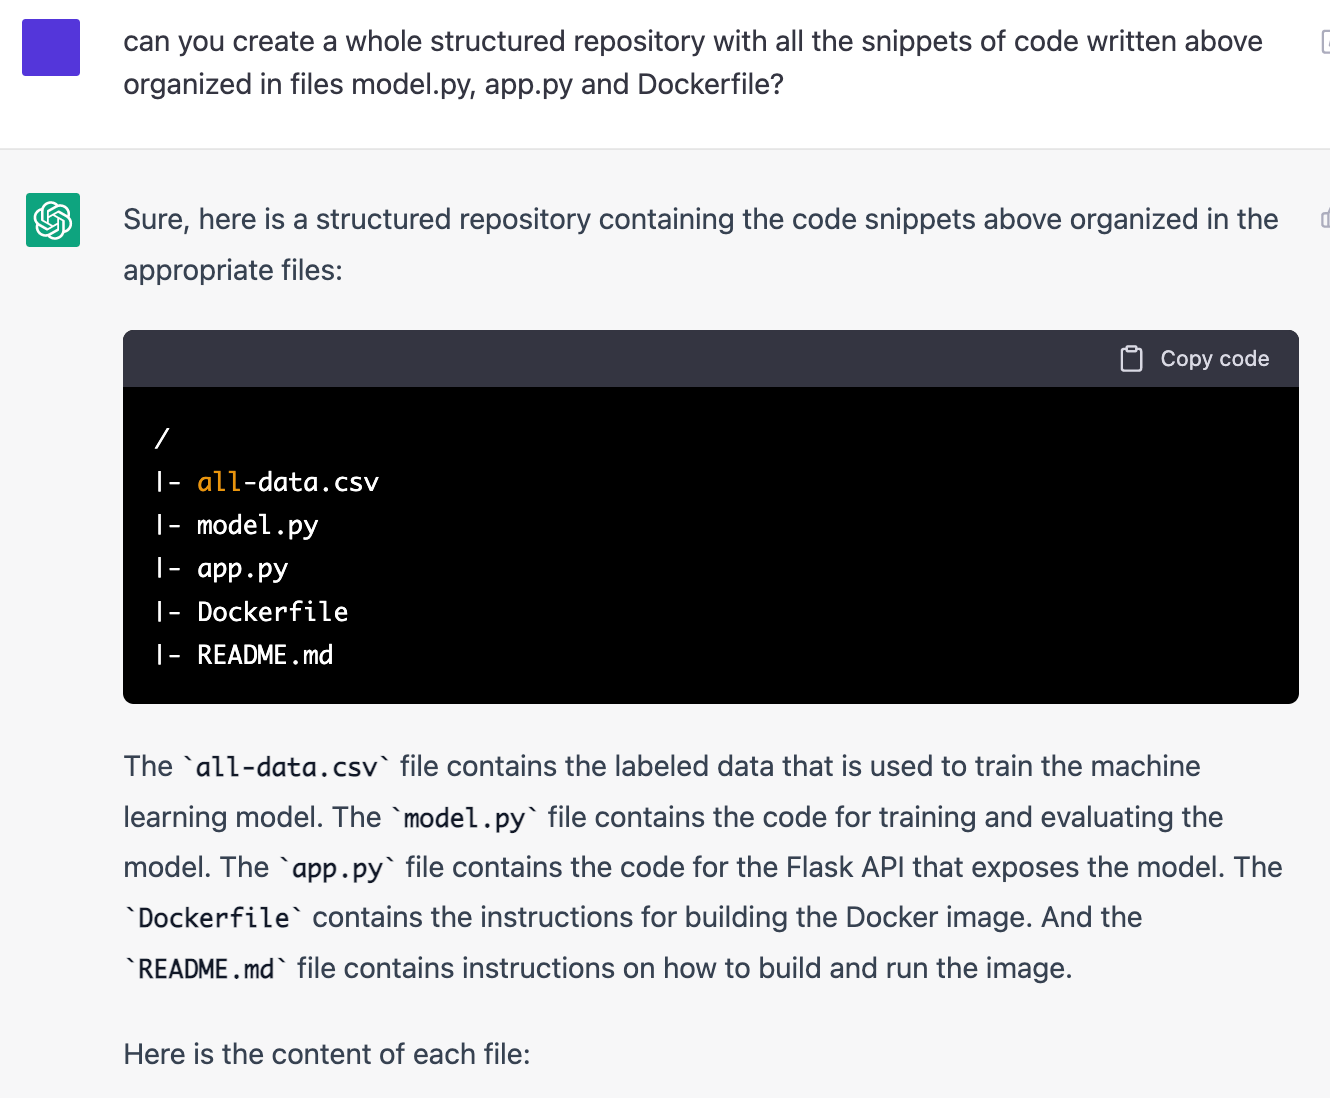 can you create a whole structured repository with all the snippets of code written above
organized in files model.py, app.py and Dockerfile?
Sure, here is a structured repository containing the code snippets above organized in the
appropriate files:
Copy code
/
|- all-data.csv
|- model.py
|- app.py
|- Dockerfile
|- README.md
The `all-data.csv` file contains the labeled data that is used to train the machine
learning model. The `model.py` file contains the code for training and evaluating the
model. The `app.py` file contains the code for the Flask API that exposes the model. The
`Dockerfile` contains the instructions for building the Docker image. And the
`README.md` file contains instructions on how to build and run the image.
Here is the content of each file: